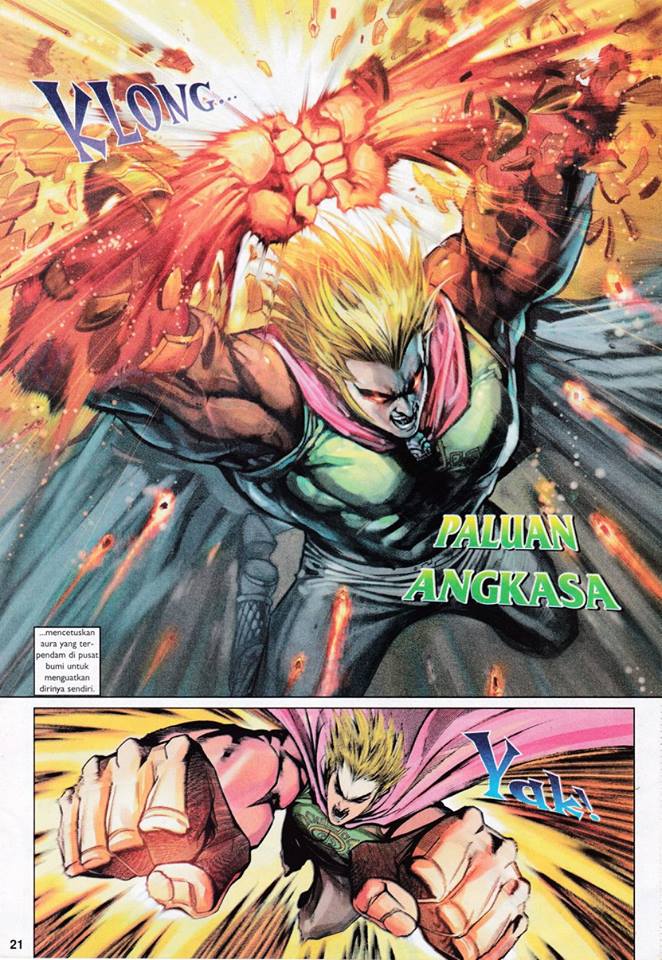 KLONG...
PALUAN
ANGKASA
...mencetuskan
aura yang ter-
pendam di pusat
bumi untuk
menguatkan
dirinya sendiri.
Yak!
21